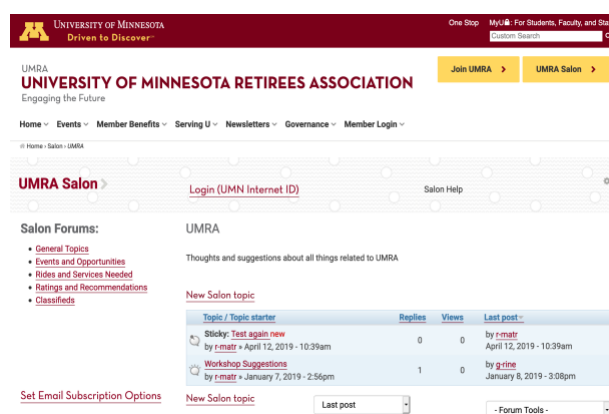 UNIVERSITY OF MINNESOTA
Driven to Discover
One Stop MyU: For Students, Faculty, and
Custom Search
UMRA
UNIVERSITY OF MINNESOTA RETIREES ASSOCIATION
Engaging the Future
Join UMRA >
UMRA Salon >
Home Events Member Benefits Serving U Newsletters Governance Member Login
Home › Salon › UMRA
UMRA Salon
Login (UMN Internet ID)
Salon Help
Salon Forums:
• General Topics
• Events and Opportunities
• Rides and Services Needed
• Ratings and Recommendations
• Classifieds
UMRA
Thoughts and suggestions about all things related to UMRA
New Salon topic
Topic / Topic starter Replies Views Last post
Sticky: Test again new 0 0 by r-matr
by r-matr » April 12, 2019 - 10:39am April 12, 2019 - 10:39am
Workshop Suggestions 1 0 by g-rine
by r-matr » January 7, 2019 - 2:56pm January 8, 2019 - 3:08pm
Set Email Subscription Options
New Salon topic
Last post
- Forum Tools -